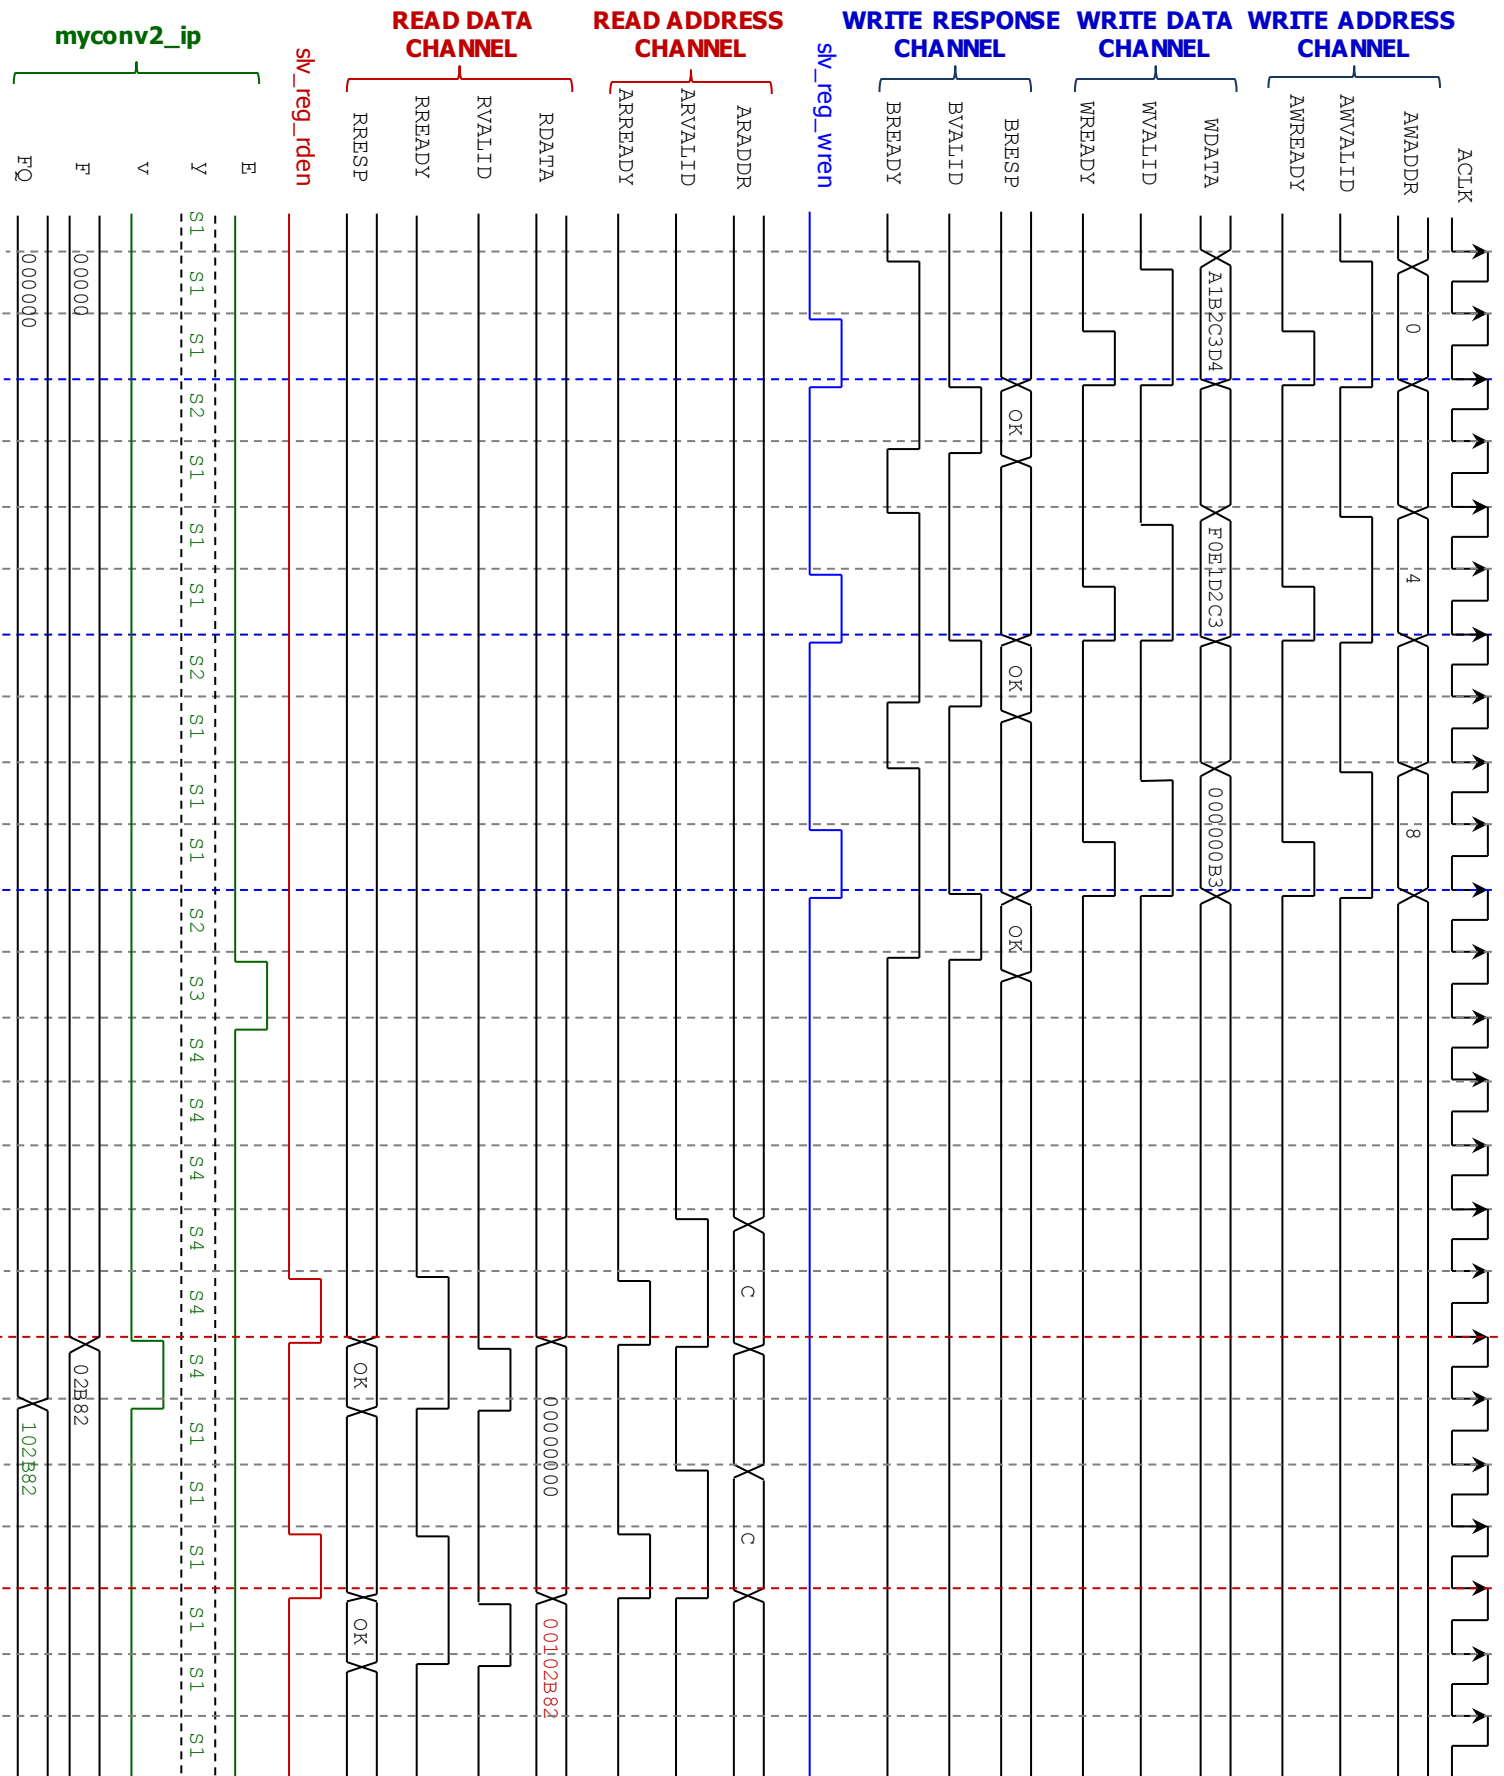 myconv2_ip
READ DATA
CHANNEL
READ ADDRESS
CHANNEL
WRITE RESPONSE
CHANNEL
WRITE DATA
CHANNEL
WRITE ADDRESS
CHANNEL
ACLK
AWADDR
0
4
8
AWVALID
AWREADY
WDATA
A1B2C3D4
F0E1D2C3
000000B3
WVALID
WREADY
BRESP
OK
OK
OK
BVALID
BREADY
slv_reg_wren
ARADDR
C
C
ARVALID
ARREADY
RDATA
00000000
00102B82
RVALID
RREADY
RRESP
OK
OK
slv_reg_rden
E
y
S1 S1 S1 S2 S1 S1 S1 S2 S1 S1 S1 S2 S3 S4 S4 S4 S4 S4 S4 S1 S1 S1 S1 S1 S1
v
F
00000
02B82
FQ
000000
102B82